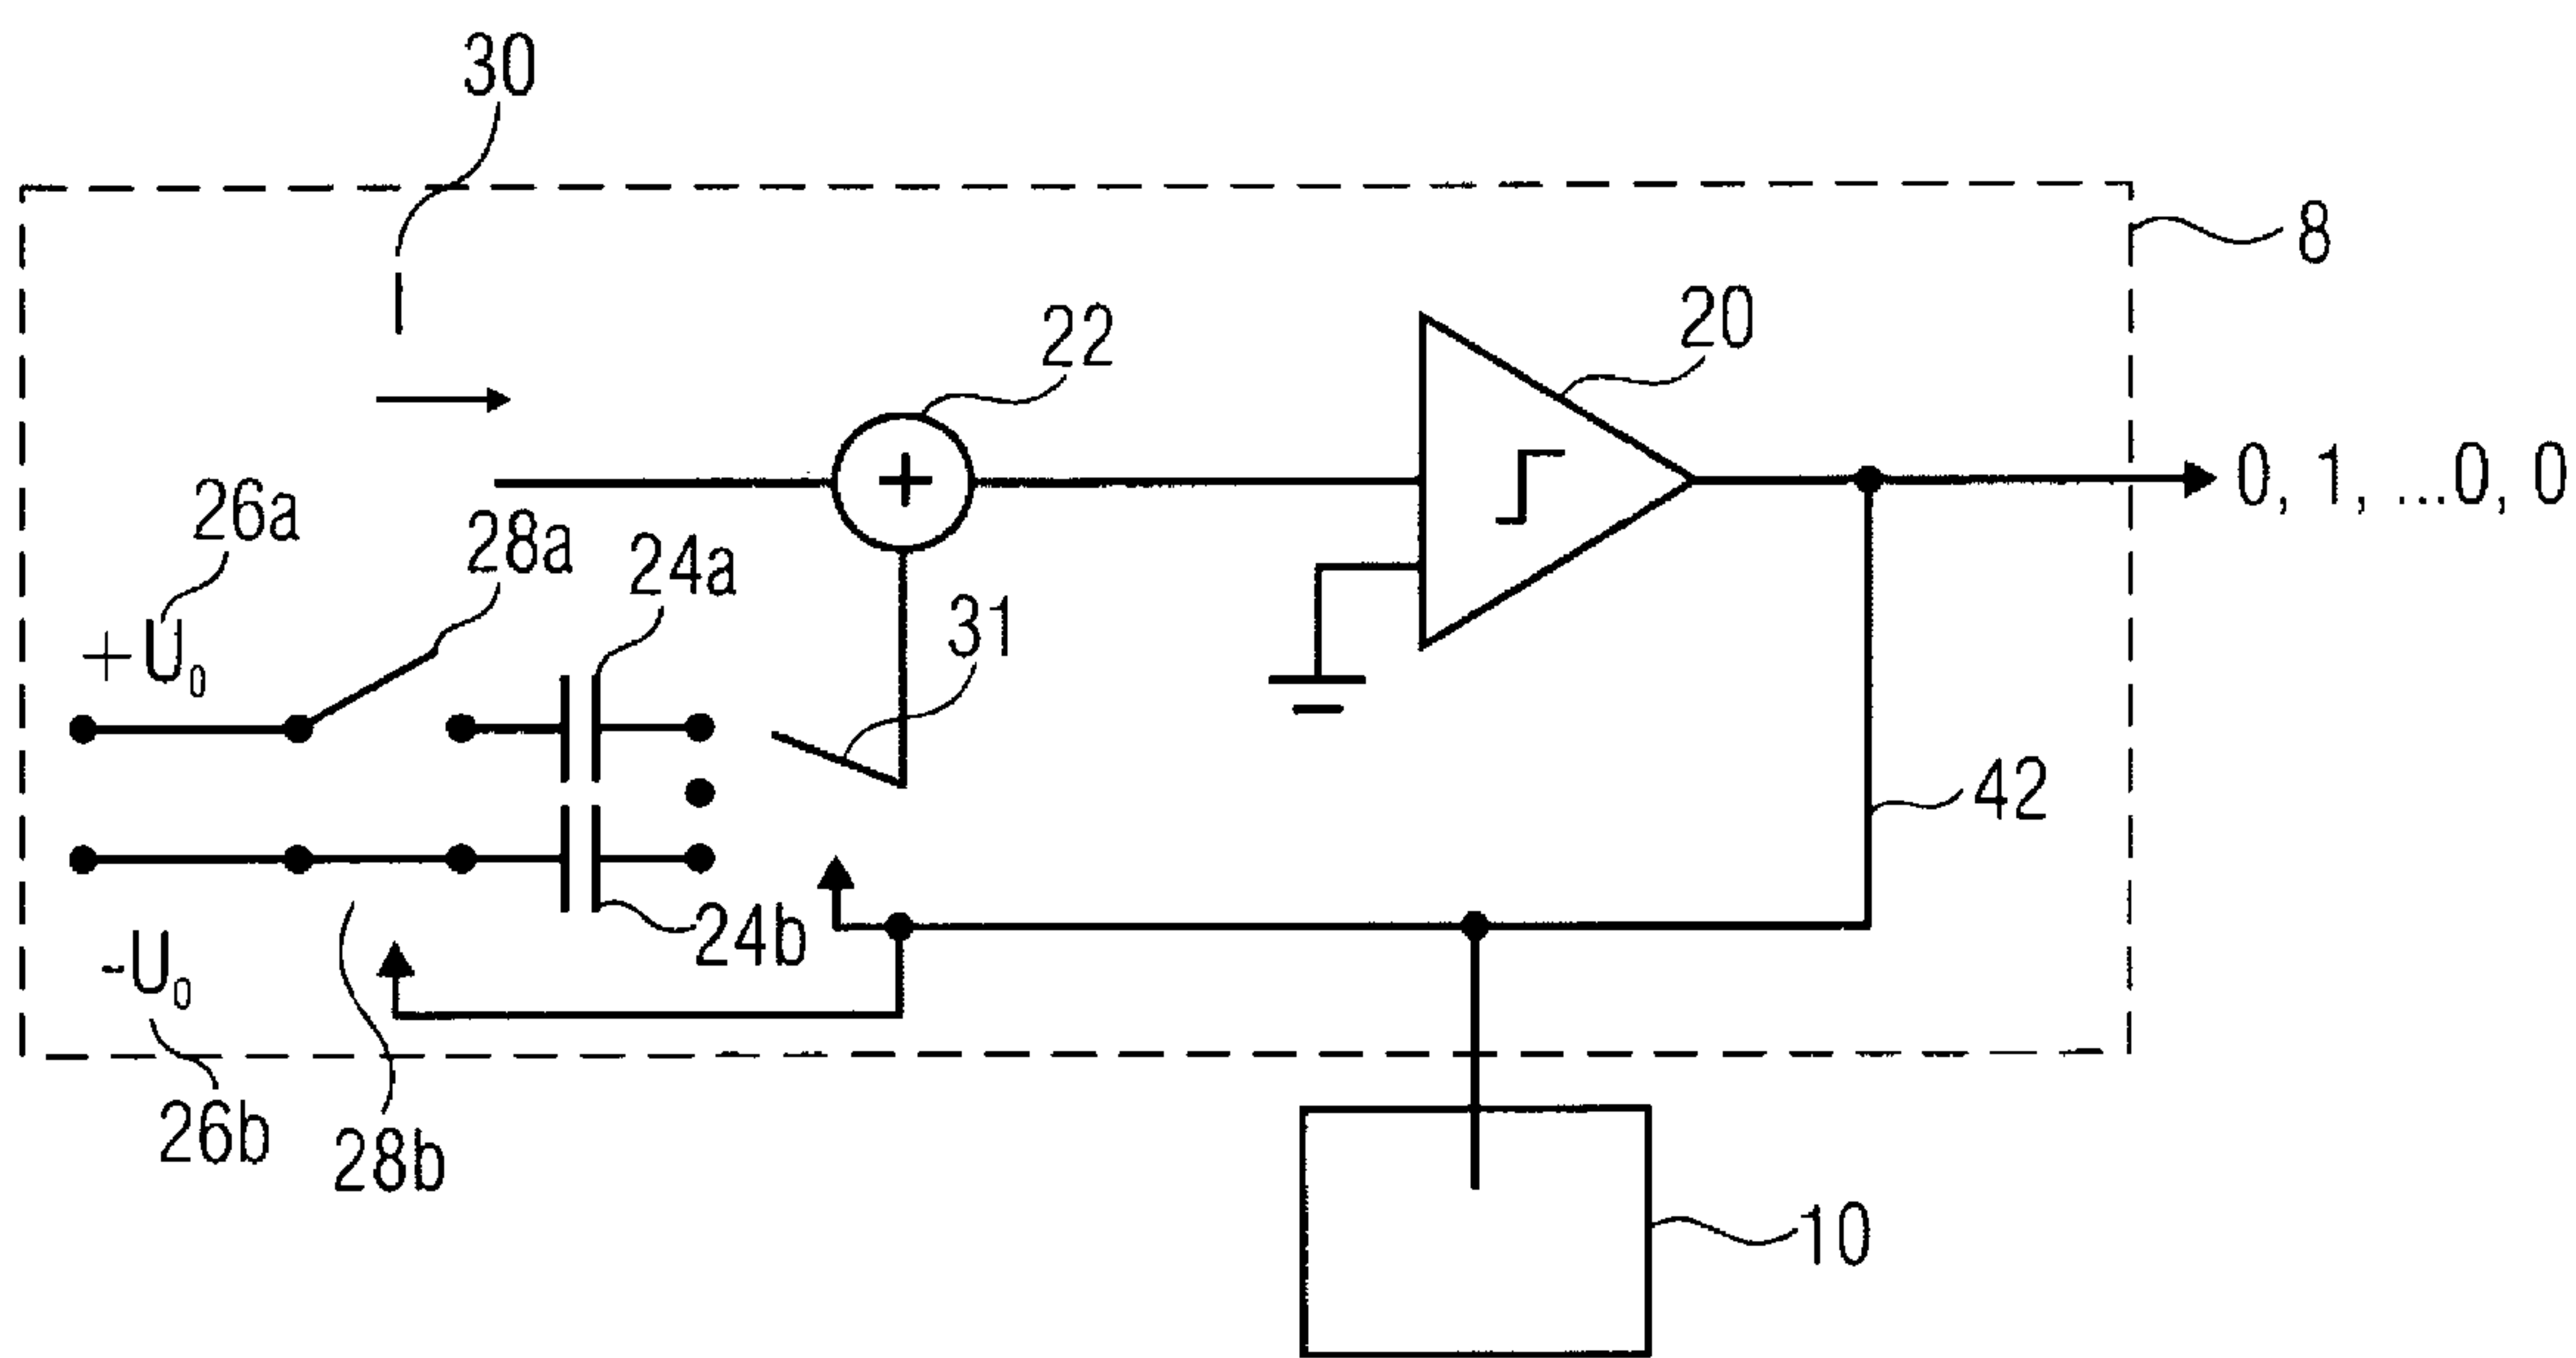 30
8
20
22
I
26a
28a
24a
0, 1, ...0, 0
31
+U₀
+
42
24b
-U₀
26b
28b
10